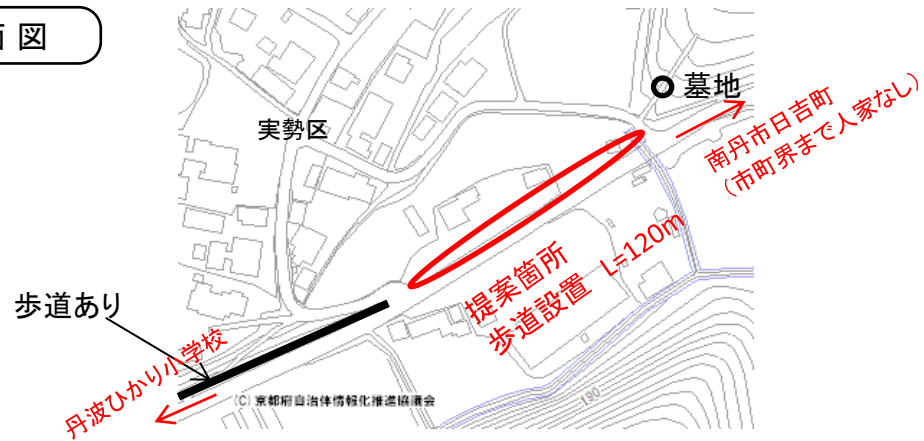 面図
墓地
南丹市日吉町
(市町界まで人家なし)
実勢区
提案箇所
歩道設置 L=120m
歩道あり
丹波ひかり小学校
(C) 京都府自治体情報化推進協議会
190